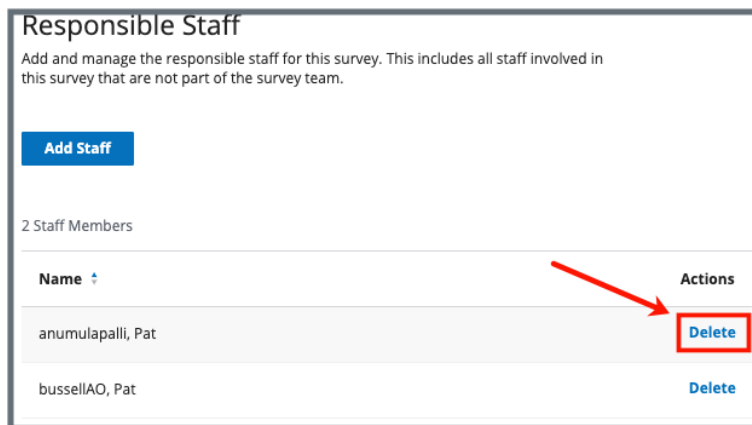 Responsible Staff
Add and manage the responsible staff for this survey. This includes all staff involved in
this survey that are not part of the survey team.
Add Staff
2 Staff Members
Name Actions
anumulapalli, Pat Delete
bussellAO, Pat Delete